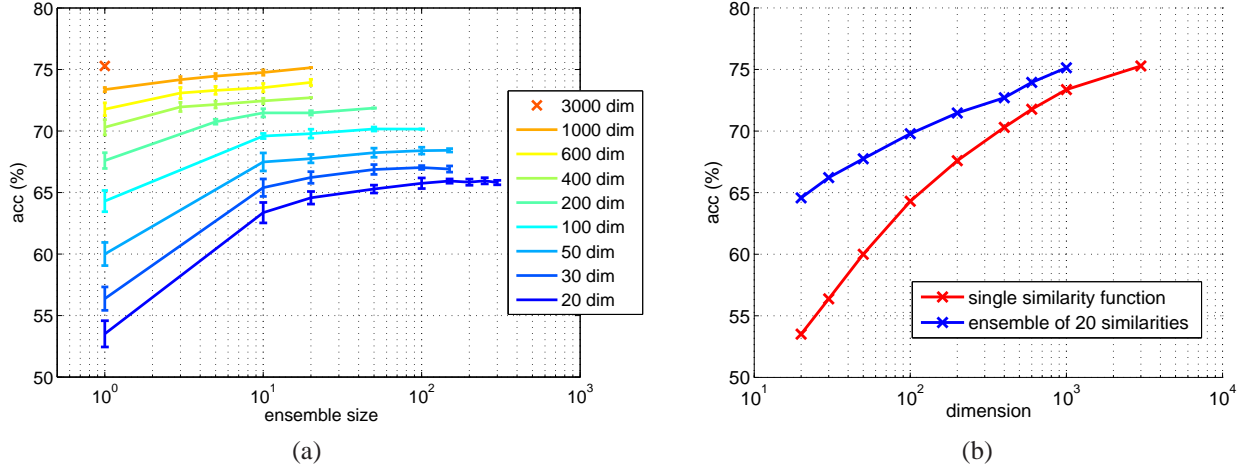 80
75
70
65
60
55
50
acc (%)
10^0
10^1
10^2
10^3
ensemble size
3000 dim
1000 dim
600 dim
400 dim
200 dim
100 dim
50 dim
30 dim
20 dim
(a)
80
75
70
65
60
55
50
acc (%)
10^1
10^2
10^3
10^4
dimension
single similarity function
ensemble of 20 similarities
(b)